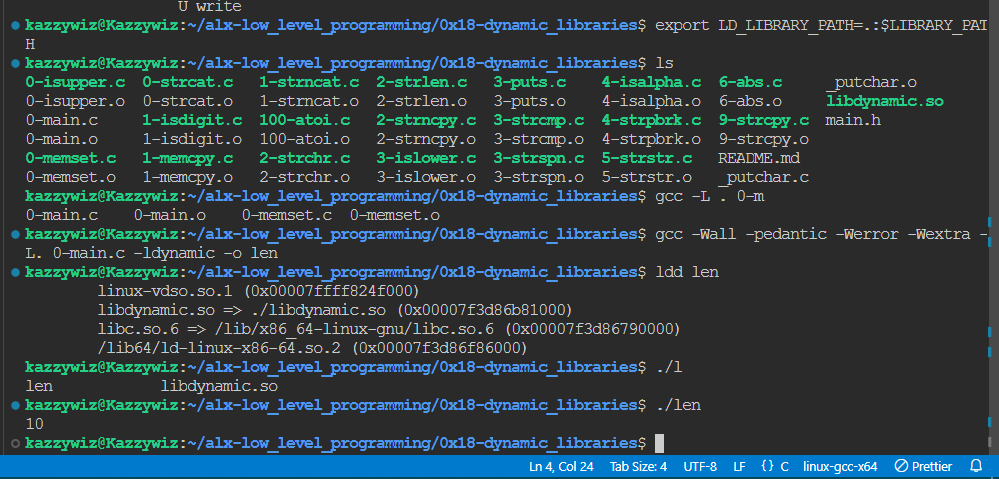 U write
kazzywiz@Kazzywiz:~/alx-low_level_programming/0x18-dynamic_libraries$ export LD_LIBRARY_PATH=.:$LIBRARY_PAT
H
kazzywiz@Kazzywiz:~/alx-low_level_programming/0x18-dynamic_libraries$ ls
0-isupper.c 0-strcat.c 1-strncat.c 2-strlen.c 3-puts.c 4-isalpha.c 6-abs.c _putchar.o
0-isupper.o 0-strcat.o 1-strncat.o 2-strlen.o 3-puts.o 4-isalpha.o 6-abs.o libdynamic.so
0-main.c 1-isdigit.c 100-atoi.c 2-strncpy.c 3-strcmp.c 4-strpbrk.c 9-strcpy.c main.h
0-main.o 1-isdigit.o 100-atoi.o 2-strncpy.o 3-strcmp.o 4-strpbrk.o 9-strcpy.o
0-memset.c 1-memcpy.c 2-strchr.c 3-islower.c 3-strspn.c 5-strstr.c README.md
0-memset.o 1-memcpy.o 2-strchr.o 3-islower.o 3-strspn.o 5-strstr.o _putchar.c
kazzywiz@Kazzywiz:~/alx-low_level_programming/0x18-dynamic_libraries$ gcc -L . 0-m
0-main.c 0-main.o 0-memset.c 0-memset.o
kazzywiz@Kazzywiz:~/alx-low_level_programming/0x18-dynamic_libraries$ gcc -Wall -pedantic -Werror -Wextra -
L. 0-main.c -ldynamic -o len
kazzywiz@Kazzywiz:~/alx-low_level_programming/0x18-dynamic_libraries$ ldd len
linux-vdso.so.1 (0x00007ffff824f000)
libdynamic.so => ./libdynamic.so (0x00007f3d86b81000)
libc.so.6 => /lib/x86_64-linux-gnu/libc.so.6 (0x00007f3d86790000)
/lib64/ld-linux-x86-64.so.2 (0x00007f3d86f86000)
kazzywiz@Kazzywiz:~/alx-low_level_programming/0x18-dynamic_libraries$ ./l
len libdynamic.so
kazzywiz@Kazzywiz:~/alx-low_level_programming/0x18-dynamic_libraries$ ./len
10
kazzywiz@Kazzywiz:~/alx-low_level_programming/0x18-dynamic_libraries$
Ln 4, Col 24 Tab Size: 4 UTF-8 LF {} C linux-gcc-x64 Prettier